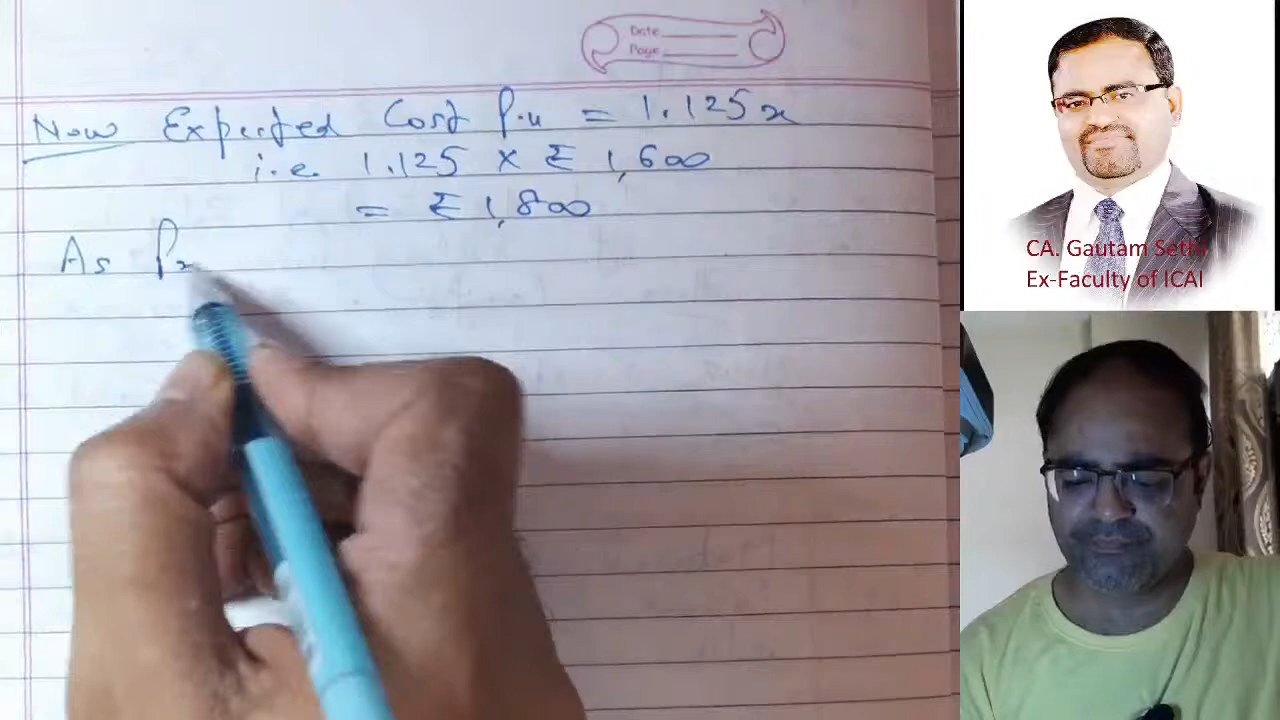 Date
Page
Now Expected Cost P.u = 1.125x
i.e. 1.125 x ₹ 1,600
= ₹ 1,800
As
CA. Gautam Sethi
Ex-Faculty of ICAI